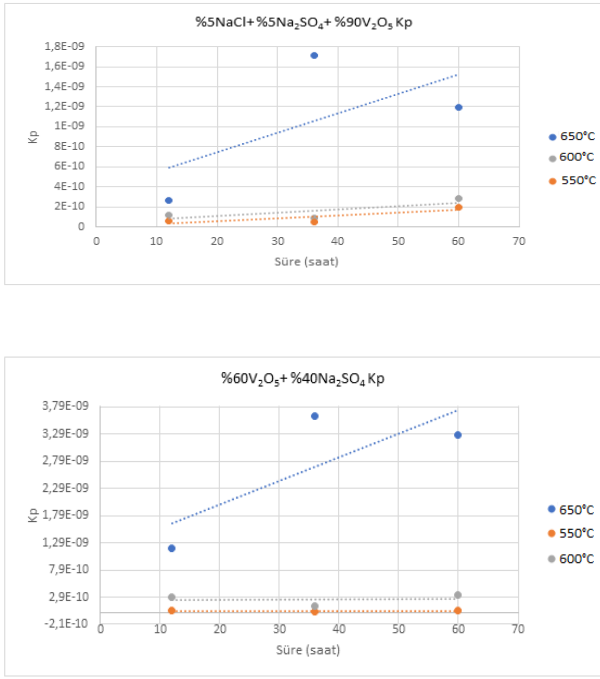 %5NaCl+%5Na₂SO₄+%90V₂O₅ Kp
1,8E-09
1,6E-09
1,4E-09
1,2E-09
1E-09
8E-10
6E-10
4E-10
2E-10
0
Kp
0 10 20 30 40 50 60 70
Süre (saat)
650°C
600°C
550°C
%60V₂O₅+%40Na₂SO₄ Kp
3,79E-09
3,29E-09
2,79E-09
2,29E-09
1,79E-09
1,29E-09
7,9E-10
2,9E-10
-2,1E-10
Kp
0 10 20 30 40 50 60 70
Süre (saat)
650°C
550°C
600°C